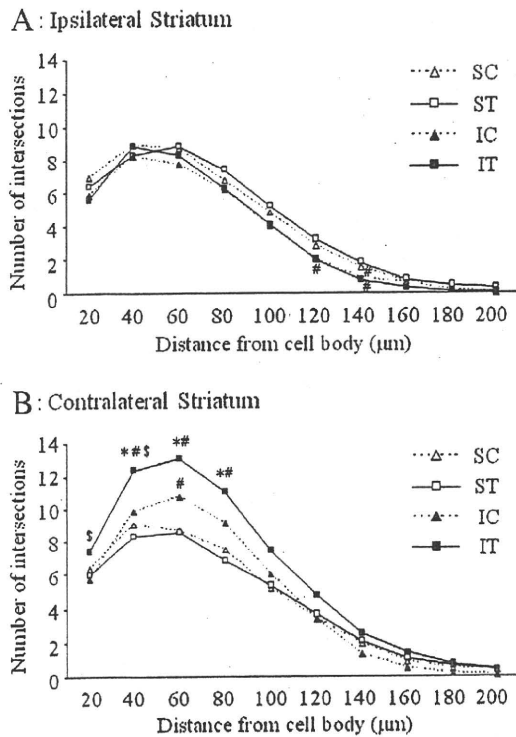 A : Ipsilateral Striatum
14
12
10
8
6
4
2
0
Number of intersections
SC
ST
IC
IT
#
#
#
20 40 60 80 100 120 140 160 180 200
Distance from cell body (µm)
B : Contralateral Striatum
14
12
10
8
6
4
2
0
Number of intersections
*#$
*#
*#
#
$
SC
ST
IC
IT
20 40 60 80 100 120 140 160 180 200
Distance from cell body (µm)